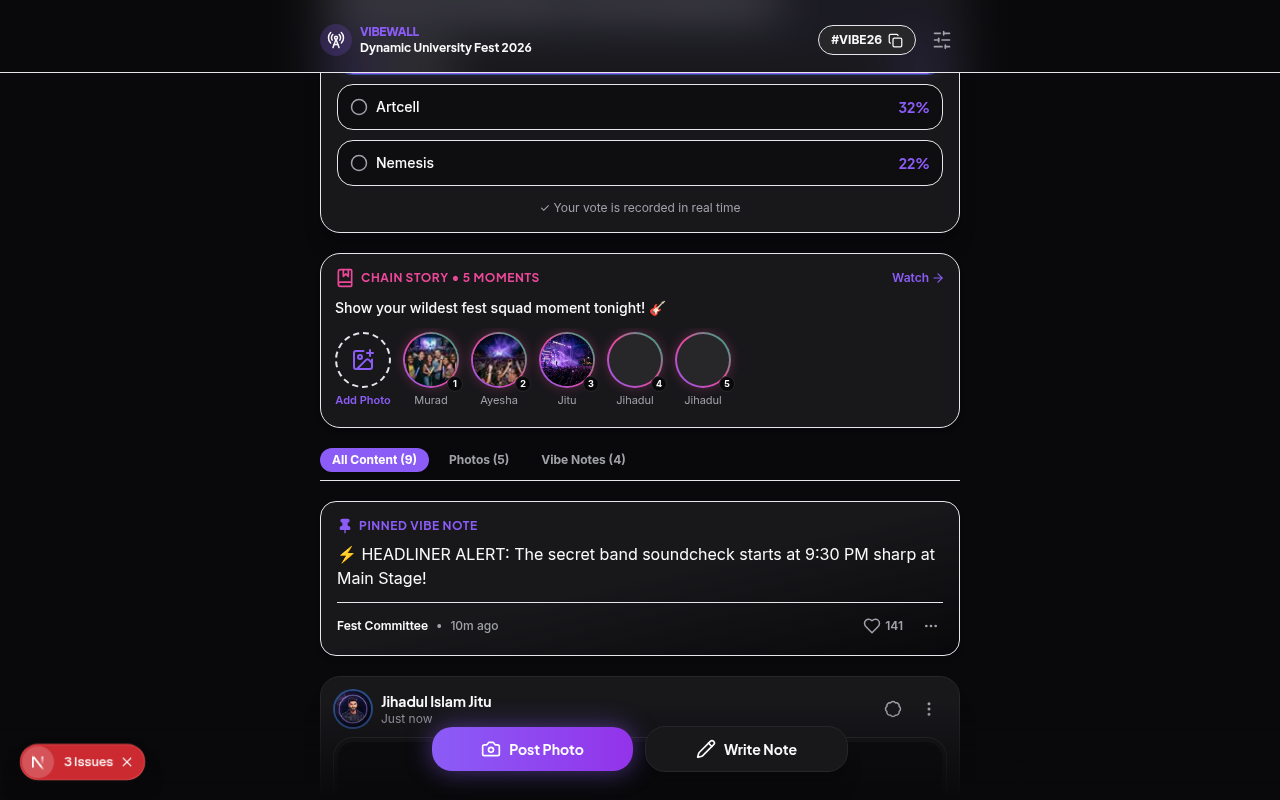 VIBEWALL
Dynamic University Fest 2026
#VIBE26
Artcell
32%
Nemesis
22%
✓ Your vote is recorded in real time
CHAIN STORY • 5 MOMENTS
Watch →
Show your wildest fest squad moment tonight! 🎸
1
2
3
4
5
Add Photo
Murad
Ayesha
Jitu
Jihadul
Jihadul
All Content (9)
Photos (5)
Vibe Notes (4)
PINNED VIBE NOTE
⚡ HEADLINER ALERT: The secret band soundcheck starts at 9:30 PM sharp at
Main Stage!
Fest Committee • 10m ago
141
Jihadul Islam Jitu
Just now
Post Photo
Write Note
N
3 Issues